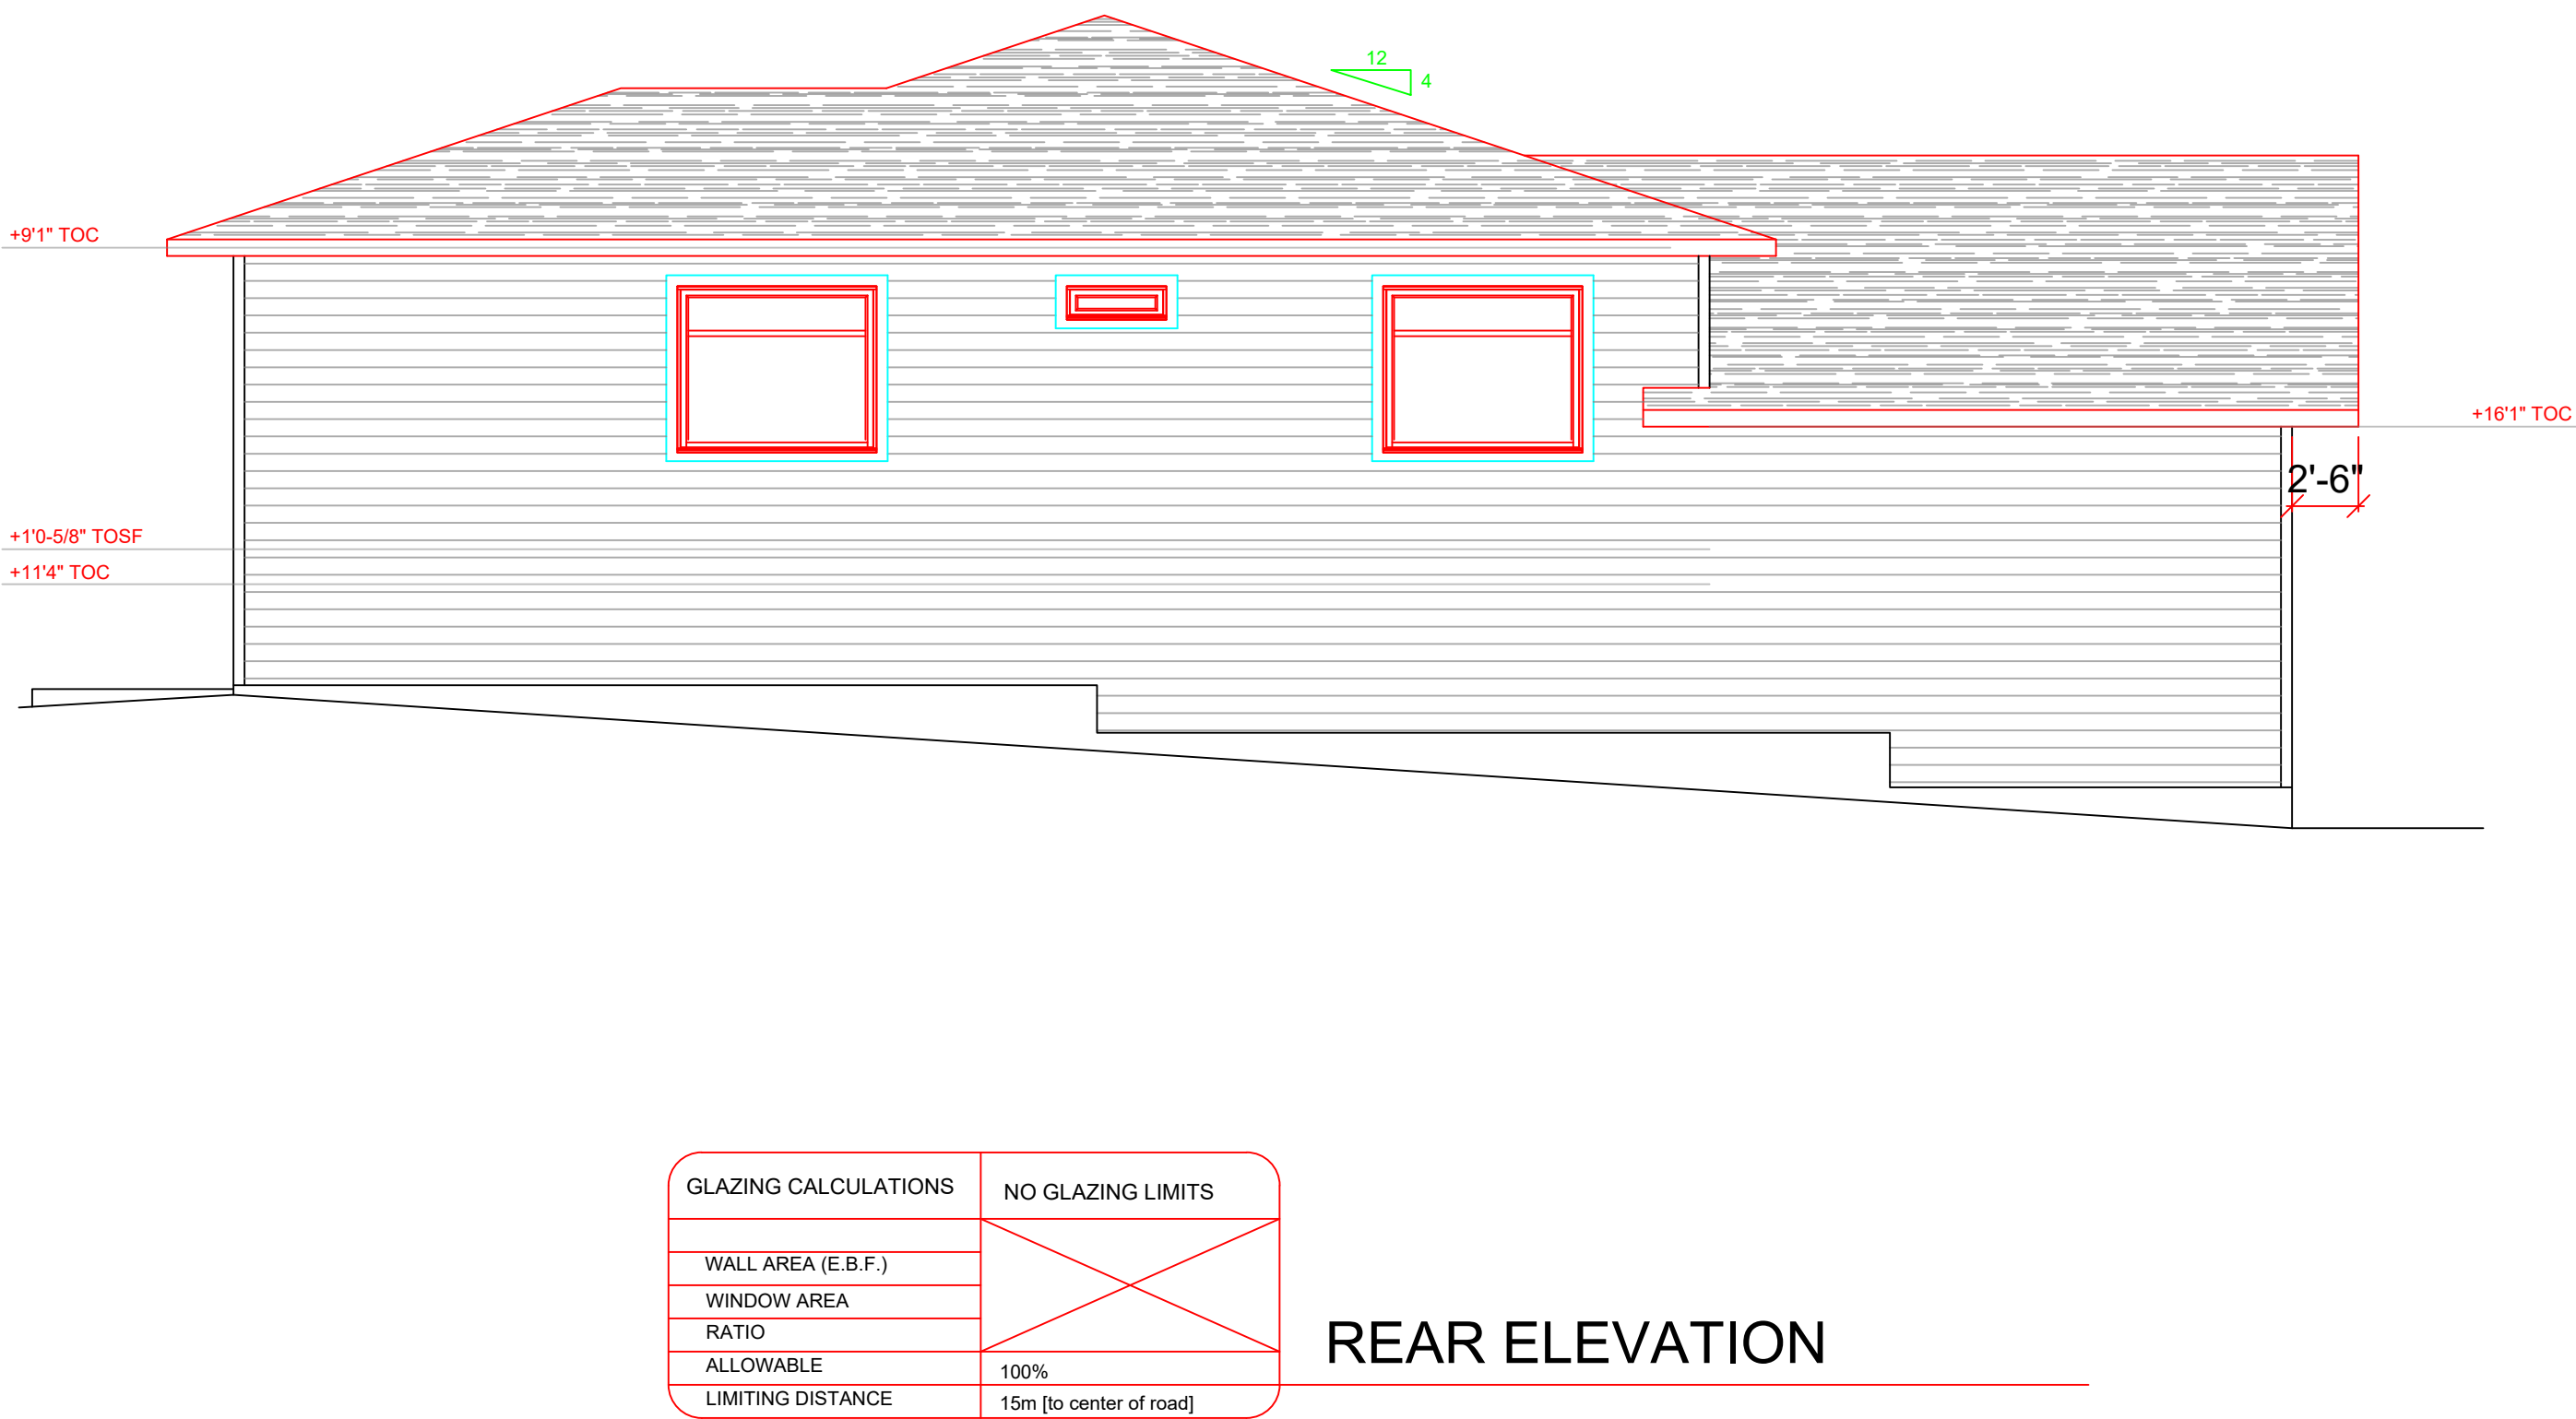 12
4
+9'1" TOC
+16'1" TOC
2'-6"
+1'0-5/8" TOSF
+11'4" TOC
GLAZING CALCULATIONS
NO GLAZING LIMITS
WALL AREA (E.B.F.)
WINDOW AREA
RATIO
ALLOWABLE
100%
LIMITING DISTANCE
15m [to center of road]
REAR ELEVATION